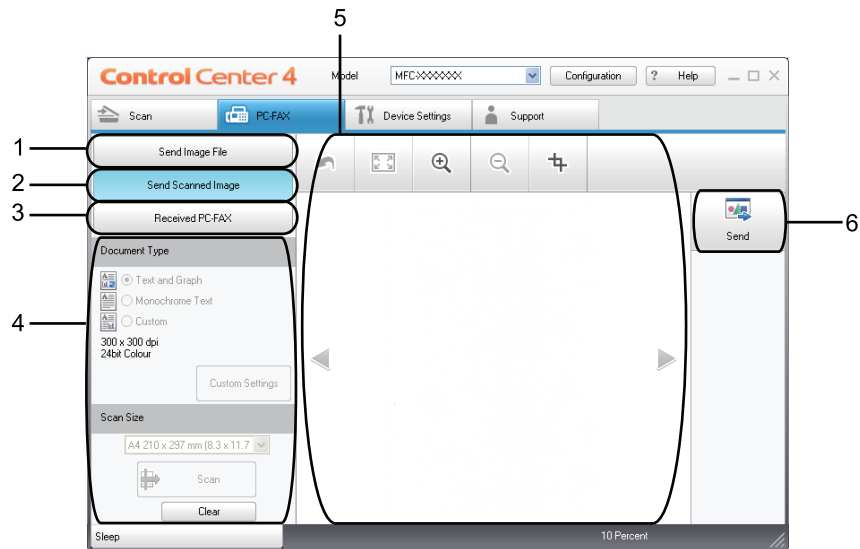 5
Control Center 4
Model
MFC-XXXXXX
Configuration
? Help
Scan
PC-FAX
Device Settings
Support
1
Send Image File
2
Send Scanned Image
3
Received PC-FAX
Send
6
Document Type
Text and Graph
Monochrome Text
4
Custom
300 x 300 dpi
24bit Colour
Custom Settings
Scan Size
A4 210 x 297 mm (8.3 x 11.7
Scan
Clear
Sleep
10 Percent